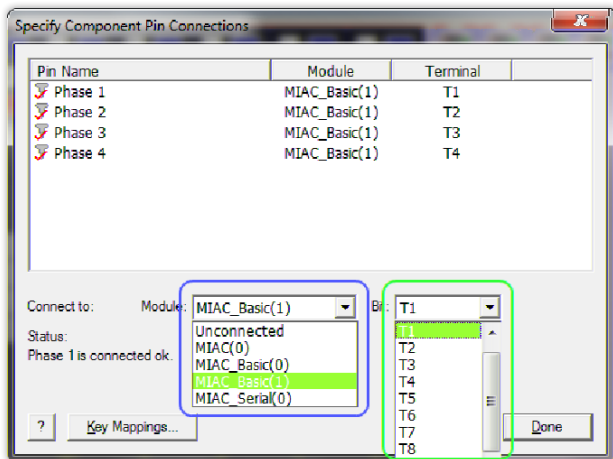 Specify Component Pin Connections
Pin Name Module Terminal
Phase 1 MIAC_Basic(1) T1
Phase 2 MIAC_Basic(1) T2
Phase 3 MIAC_Basic(1) T3
Phase 4 MIAC_Basic(1) T4
Connect to: Module: MIAC_Basic(1) Bit: T1
Status:
Phase 1 is connected ok.
Unconnected
MIAC(0)
MIAC_Basic(0)
MIAC_Basic(1)
MIAC_Serial(0)
T1
T2
T3
T4
T5
T6
T7
T8
? Key Mappings... Done